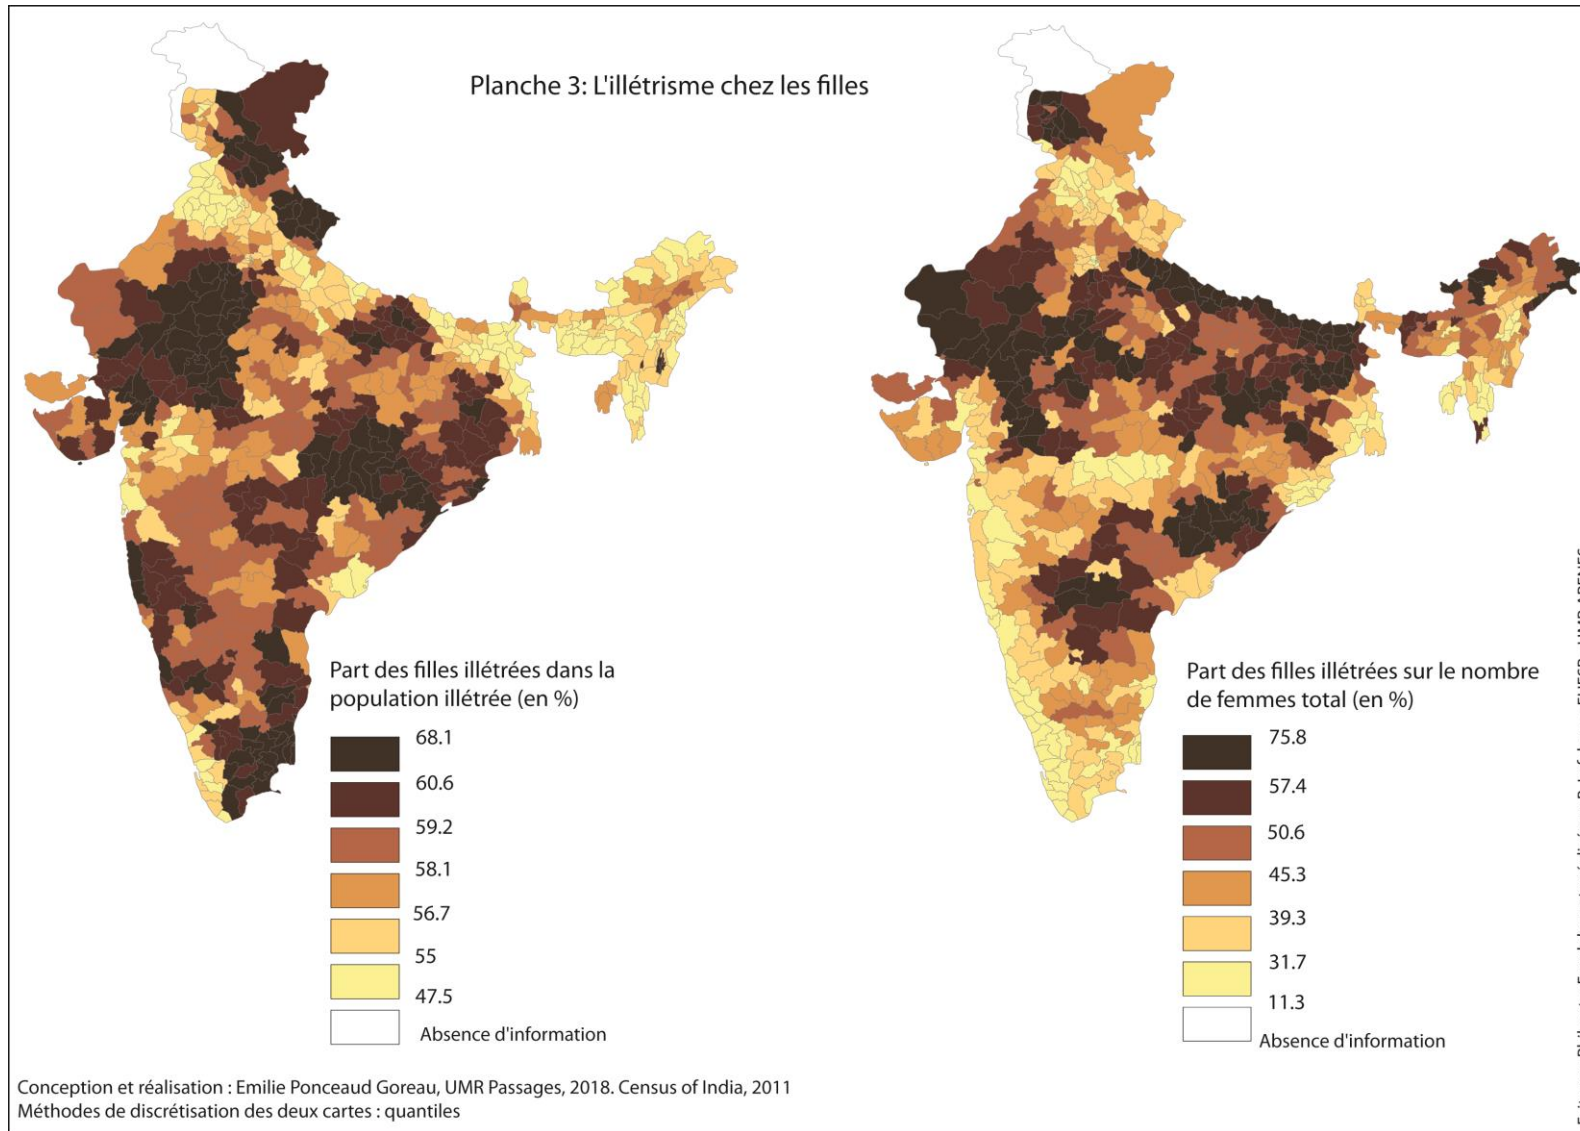 Planche 3: L'illétrisme chez les filles
Part des filles illétrées dans la
population illétrée (en %)
68.1
60.6
59.2
58.1
56.7
55
47.5
Absence d'information
Part des filles illétrées sur le nombre
de femmes total (en %)
75.8
57.4
50.6
45.3
39.3
31.7
11.3
Absence d'information
Conception et réalisation : Emilie Ponceaud Goreau, UMR Passages, 2018. Census of India, 2011
Méthodes de discrétisation des deux cartes : quantiles